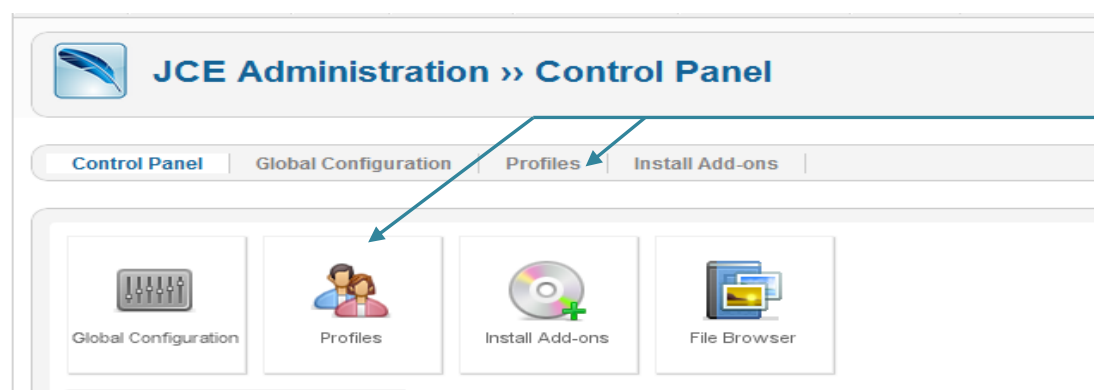 JCE Administration ›› Control Panel
Control Panel Global Configuration Profiles Install Add-ons
Global Configuration Profiles Install Add-ons File Browser